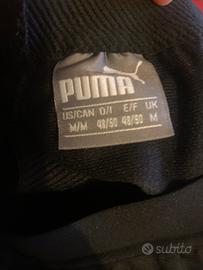 PUMA
US/CAN D/I E/F UK
M/M 48/50 48/50 M
subito